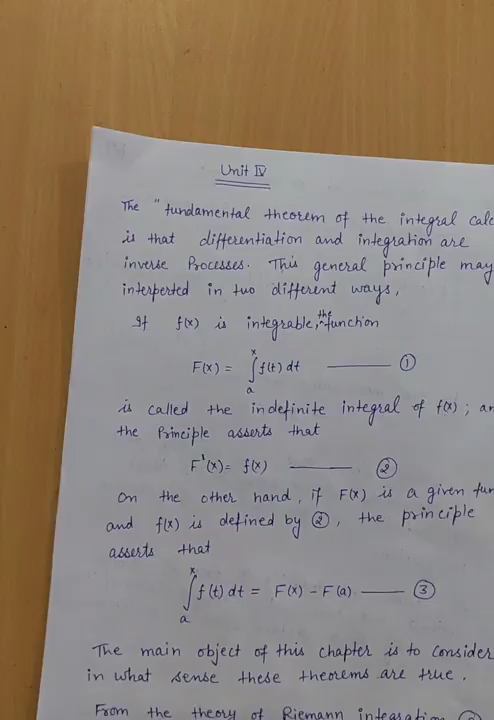 Unit IV
The "fundamental theorem of the integral calc
is that differentiation and integration are
inverse Processes. This general principle may
interperted in two different ways,
If f(x) is integrable, the function
F(x) = ∫ₐˣ f(t) dt —— ①
is called the indefinite integral of f(x) ; an
the Principle asserts that
F'(x) = f(x) —— ②
On the other hand, if F(x) is a given fun
and f(x) is defined by ②, the principle
asserts that
∫ₐˣ f(t) dt = F(x) - F(a) —— ③
The main object of this chapter is to consider
in what sense these theorems are true.
From the theory of Riemann integration ②